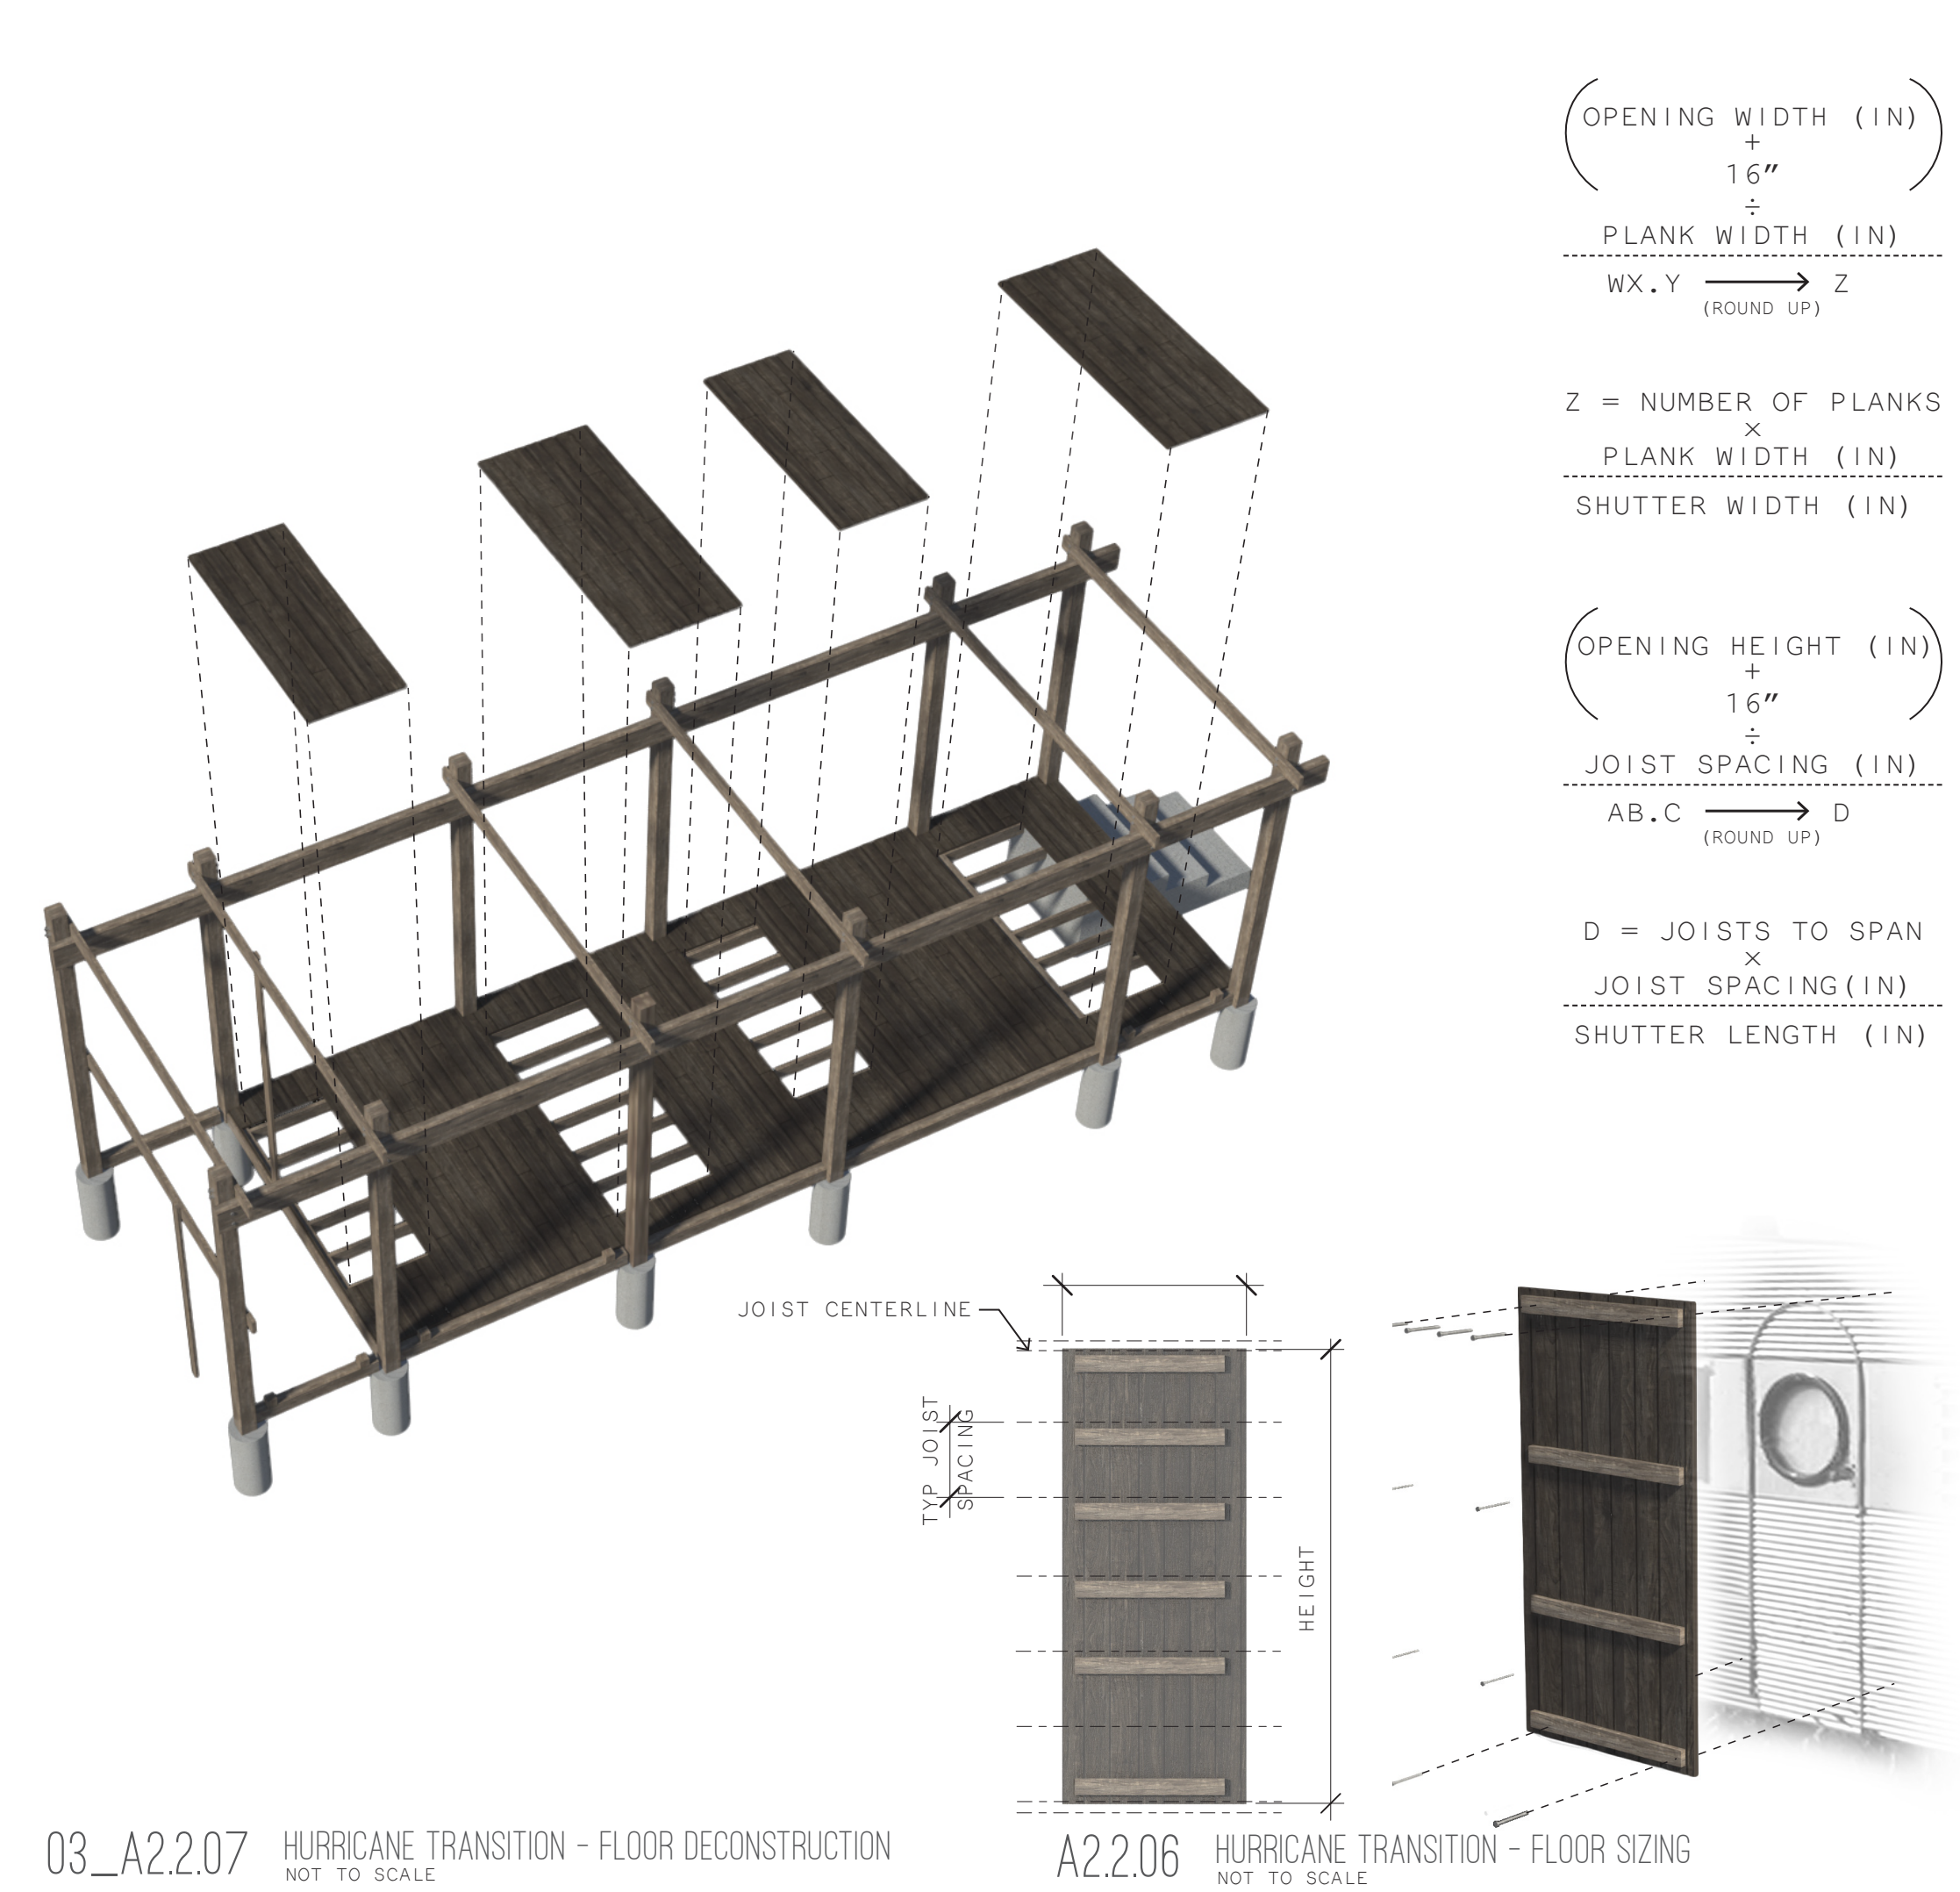 OPENING WIDTH (IN)
+
16"
÷
PLANK WIDTH (IN)
WX.Y → Z
(ROUND UP)
Z = NUMBER OF PLANKS
×
PLANK WIDTH (IN)
SHUTTER WIDTH (IN)
OPENING HEIGHT (IN)
+
16"
÷
JOIST SPACING (IN)
AB.C → D
(ROUND UP)
D = JOISTS TO SPAN
×
JOIST SPACING(IN)
SHUTTER LENGTH (IN)
JOIST CENTERLINE
TYP JOIST
SPACING
HEIGHT
03_A2.2.07 HURRICANE TRANSITION - FLOOR DECONSTRUCTION
NOT TO SCALE
A2.2.06 HURRICANE TRANSITION - FLOOR SIZING
NOT TO SCALE